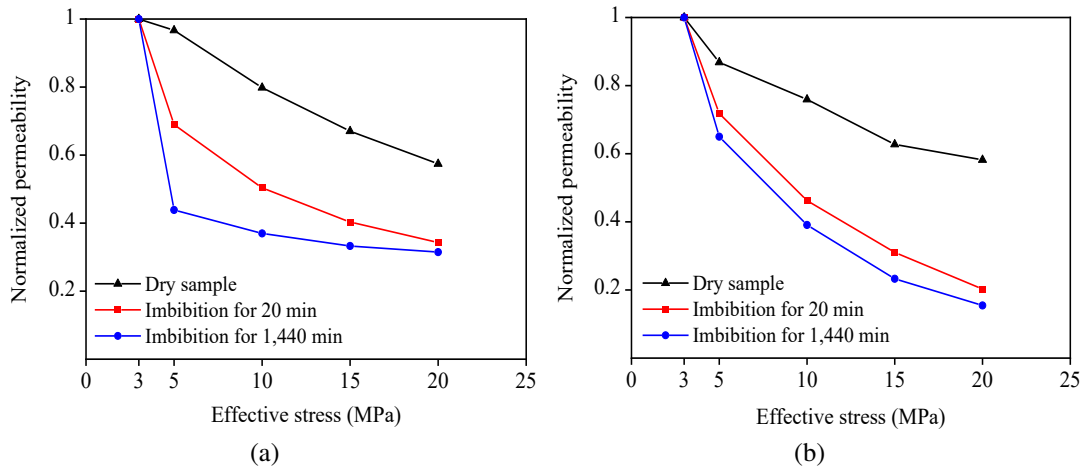 1
0.8
0.6
0.4
0.2
Normalized permeability
Dry sample
Imbibition for 20 min
Imbibition for 1,440 min
0 3 5 10 15 20 25
Effective stress (MPa)
(a)
1
0.8
0.6
0.4
0.2
Normalized permeability
Dry sample
Imbibition for 20 min
Imbibition for 1,440 min
0 3 5 10 15 20 25
Effective stress (MPa)
(b)